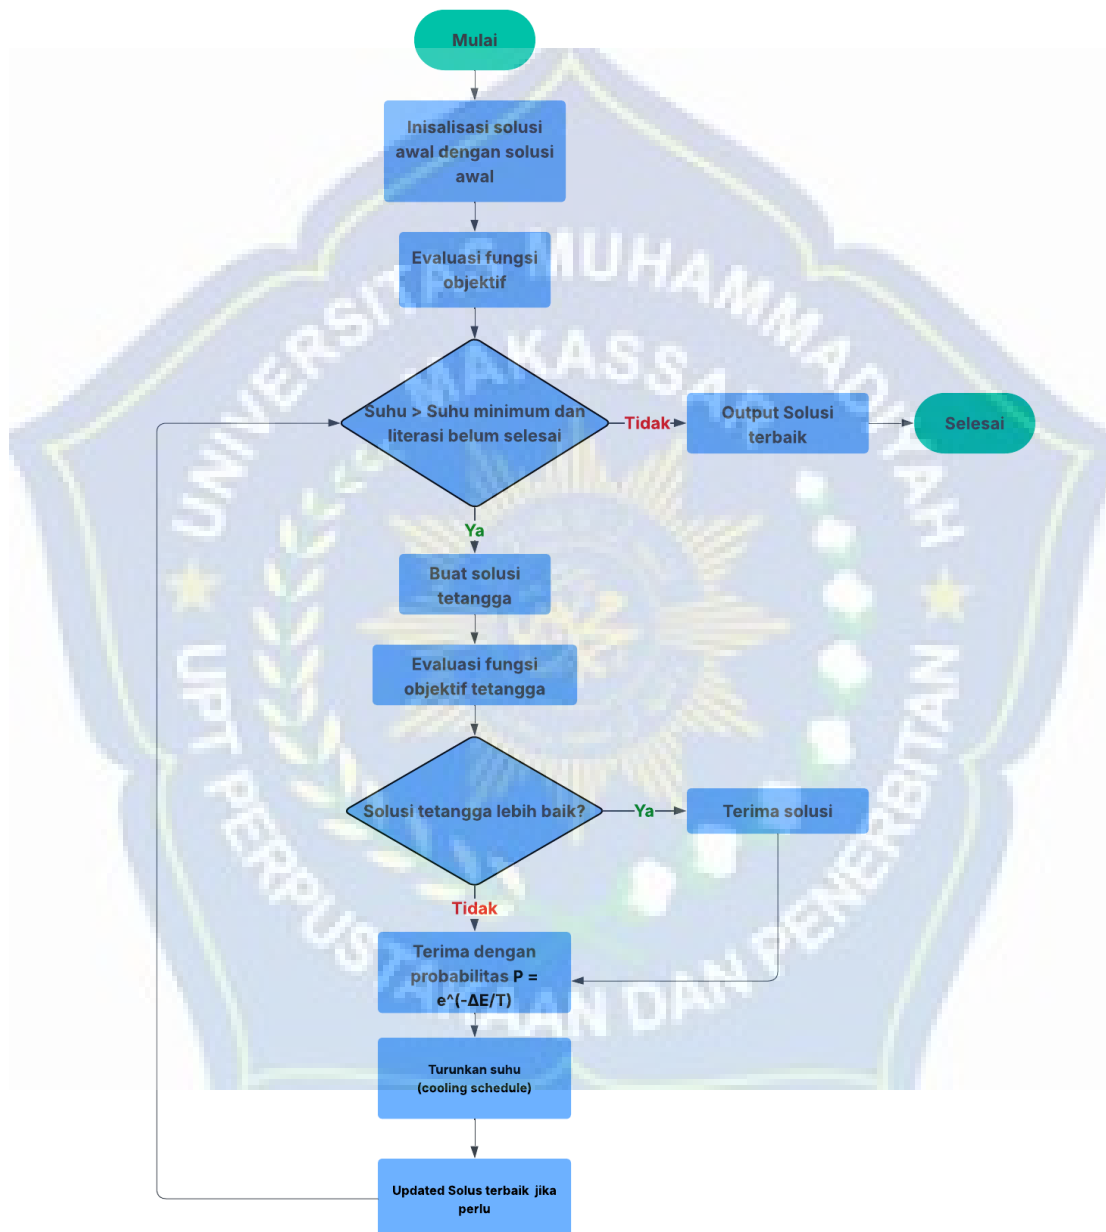 Mulai
Inisalisasi solusi
awal dengan solusi
awal
Evaluasi fungsi
objektif
Suhu > Suhu minimum dan
literasi belum selesai
Tidak
Output Solusi
terbaik
Selesai
Ya
Buat solusi
tetangga
Evaluasi fungsi
objektif tetangga
Solusi tetangga lebih baik?
Ya
Terima solusi
Tidak
Terima dengan
probabilitas P =
e^(-ΔE/T)
Turunkan suhu
(cooling schedule)
Updated Solus terbaik jika
perlu
UNIVERSITAS MUHAMMADIYAH
MAKASSAR
UPT PERPUSTAKAAN DAN PENERBITAN